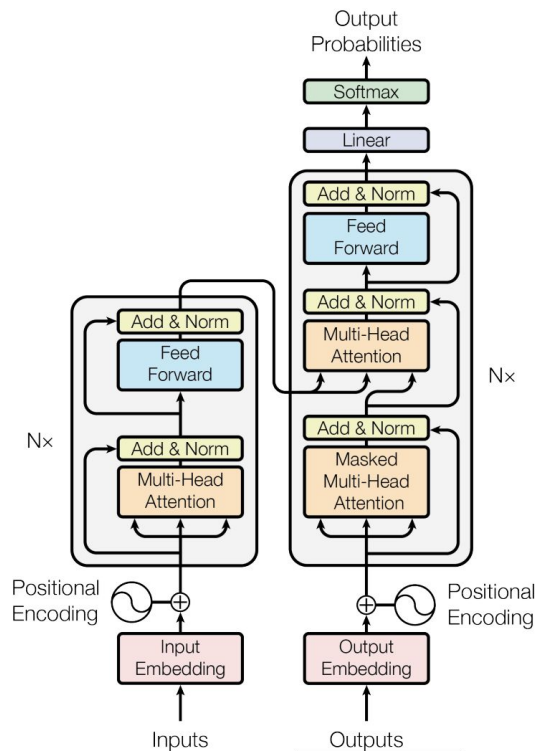 Output
Probabilities
Softmax
Linear
Add & Norm
Feed
Forward
Add & Norm
Multi-Head
Attention
Add & Norm
Masked
Multi-Head
Attention
N×
Add & Norm
Feed
Forward
Add & Norm
Multi-Head
Attention
N×
Positional
Encoding
Input
Embedding
Inputs
Positional
Encoding
Output
Embedding
Outputs